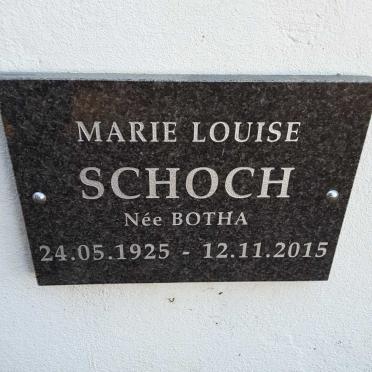 MARIE LOUISE
SCHOCH
Née BOTHA
24.05.1925 - 12.11.2015